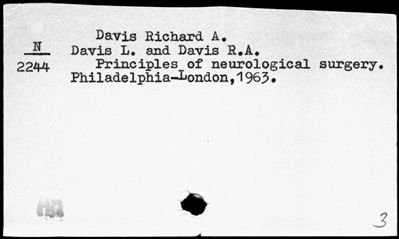 Davis Richard A.
N
2244
Davis L. and Davis R.A.
Principles of neurological surgery.
Philadelphia-London, 1963.
3